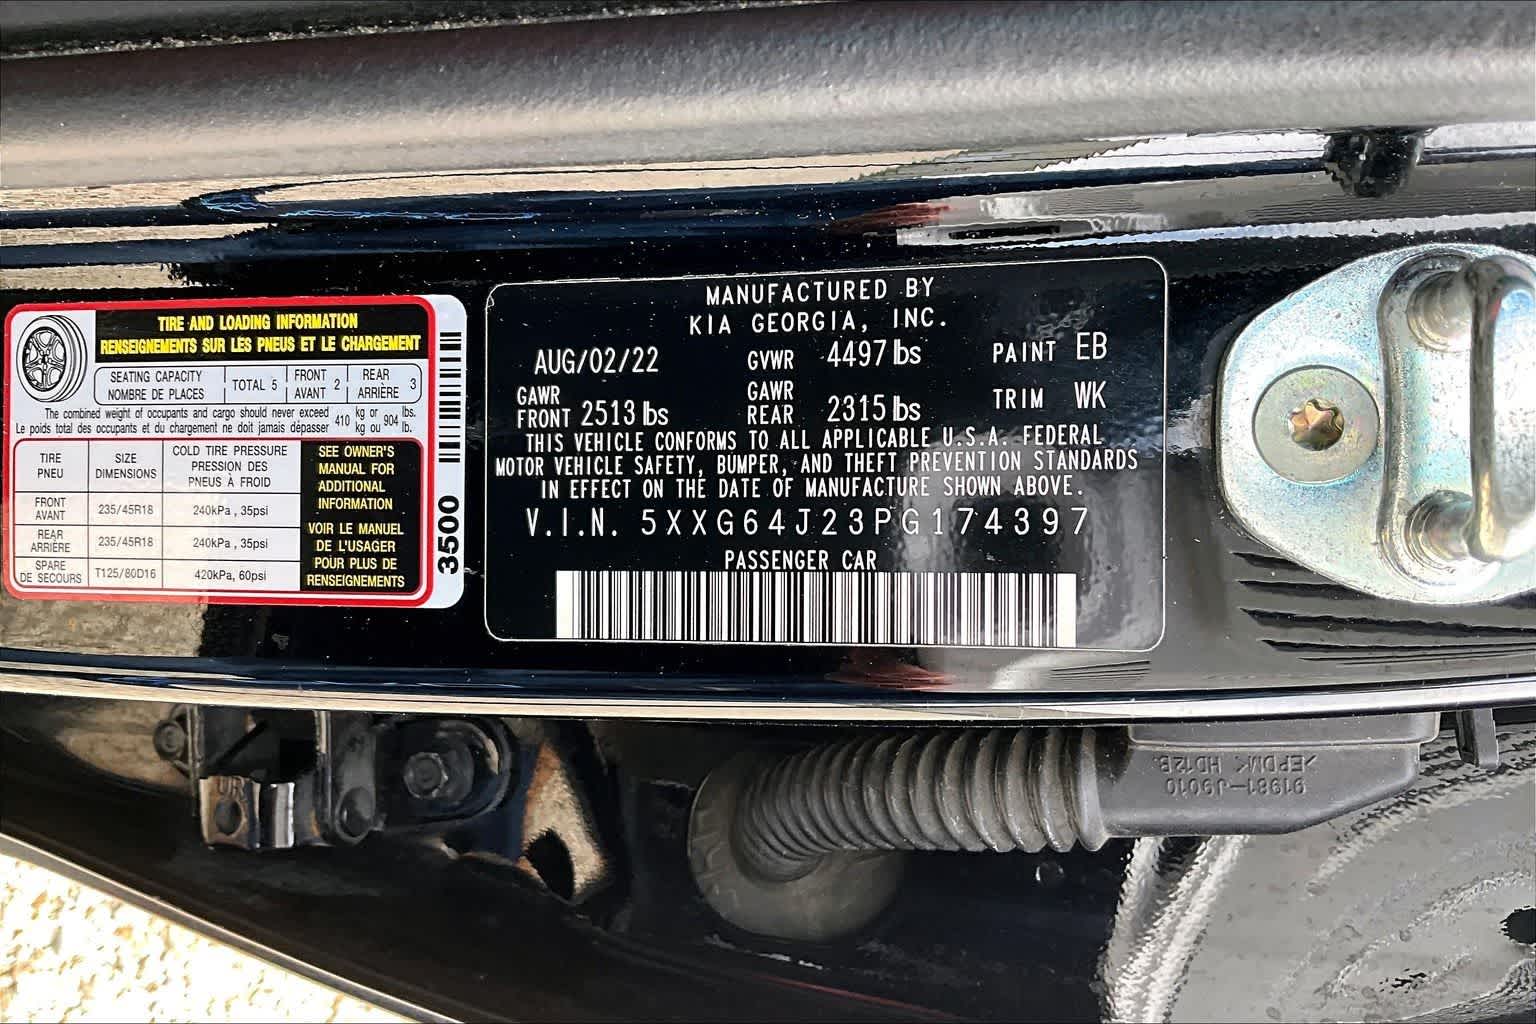 TIRE AND LOADING INFORMATION
RENSEIGNEMENTS SUR LES PNEUS ET LE CHARGEMENT
SEATING CAPACITY
NOMBRE DE PLACES
TOTAL 5
FRONT
AVANT
2
REAR
ARRIÈRE
3
The combined weight of occupants and cargo should never exceed 410 kg or 904 lbs.
Le poids total des occupants et du chargement ne doit jamais dépasser 410 kg ou 904 lb.
TIRE
PNEU
SIZE
DIMENSIONS
COLD TIRE PRESSURE
PRESSION DES
PNEUS À FROID
FRONT
AVANT
235/45R18
240kPa , 35psi
REAR
ARRIÈRE
235/45R18
240kPa , 35psi
SPARE
DE SECOURS
T125/80D16
420kPa, 60psi
SEE OWNER'S
MANUAL FOR
ADDITIONAL
INFORMATION
VOIR LE MANUEL
DE L'USAGER
POUR PLUS DE
RENSEIGNEMENTS
3500
MANUFACTURED BY
KIA GEORGIA, INC.
AUG/02/22 GVWR 4497 lbs PAINT EB
GAWR
FRONT 2513 lbs
GAWR
REAR 2315 lbs
TRIM WK
THIS VEHICLE CONFORMS TO ALL APPLICABLE U.S.A. FEDERAL
MOTOR VEHICLE SAFETY, BUMPER, AND THEFT PREVENTION STANDARDS
IN EFFECT ON THE DATE OF MANUFACTURE SHOWN ABOVE.
V.I.N. 5XXG64J23PG174397
PASSENGER CAR
91981-J9010
>EPDM< HD12B